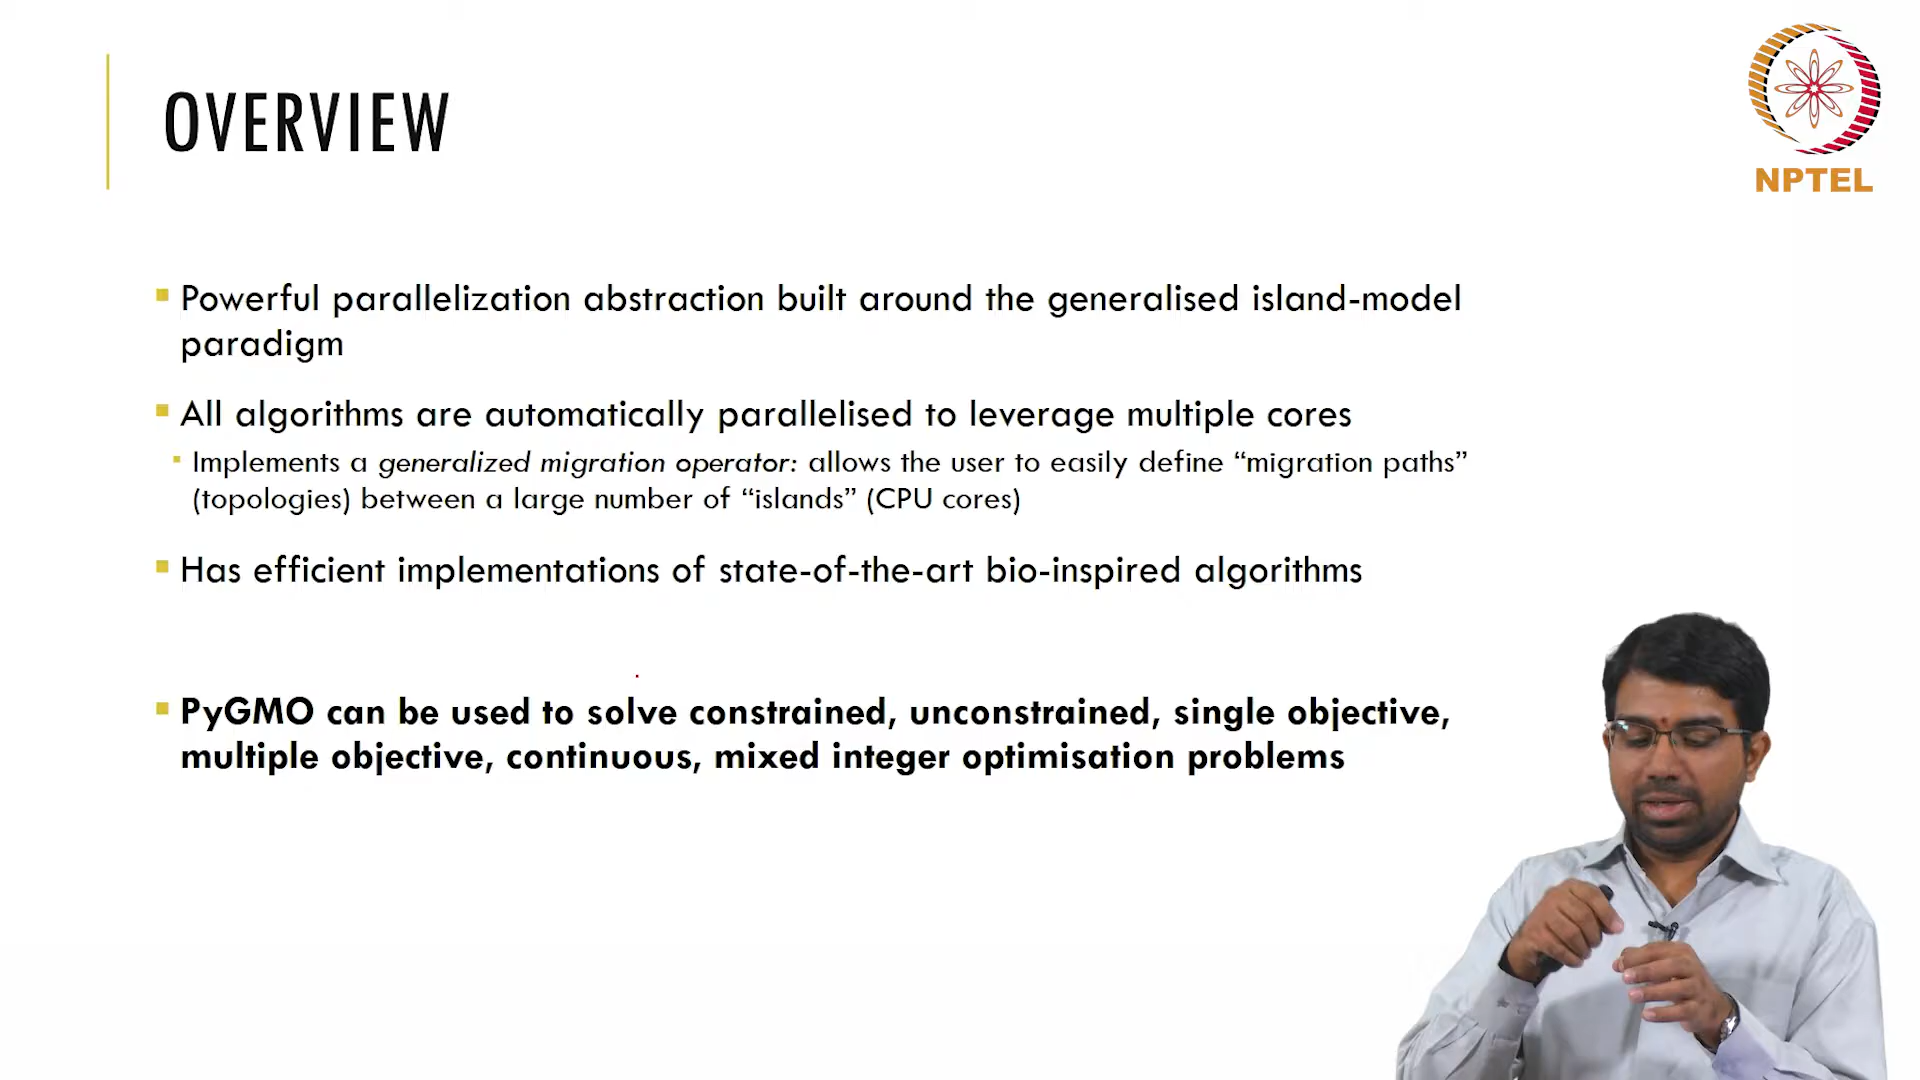 OVERVIEW
NPTEL
Powerful parallelization abstraction built around the generalised island-model
paradigm
All algorithms are automatically parallelised to leverage multiple cores
Implements a generalized migration operator: allows the user to easily define “migration paths”
(topologies) between a large number of “islands” (CPU cores)
Has efficient implementations of state-of-the-art bio-inspired algorithms
PyGMO can be used to solve constrained, unconstrained, single objective,
multiple objective, continuous, mixed integer optimisation problems